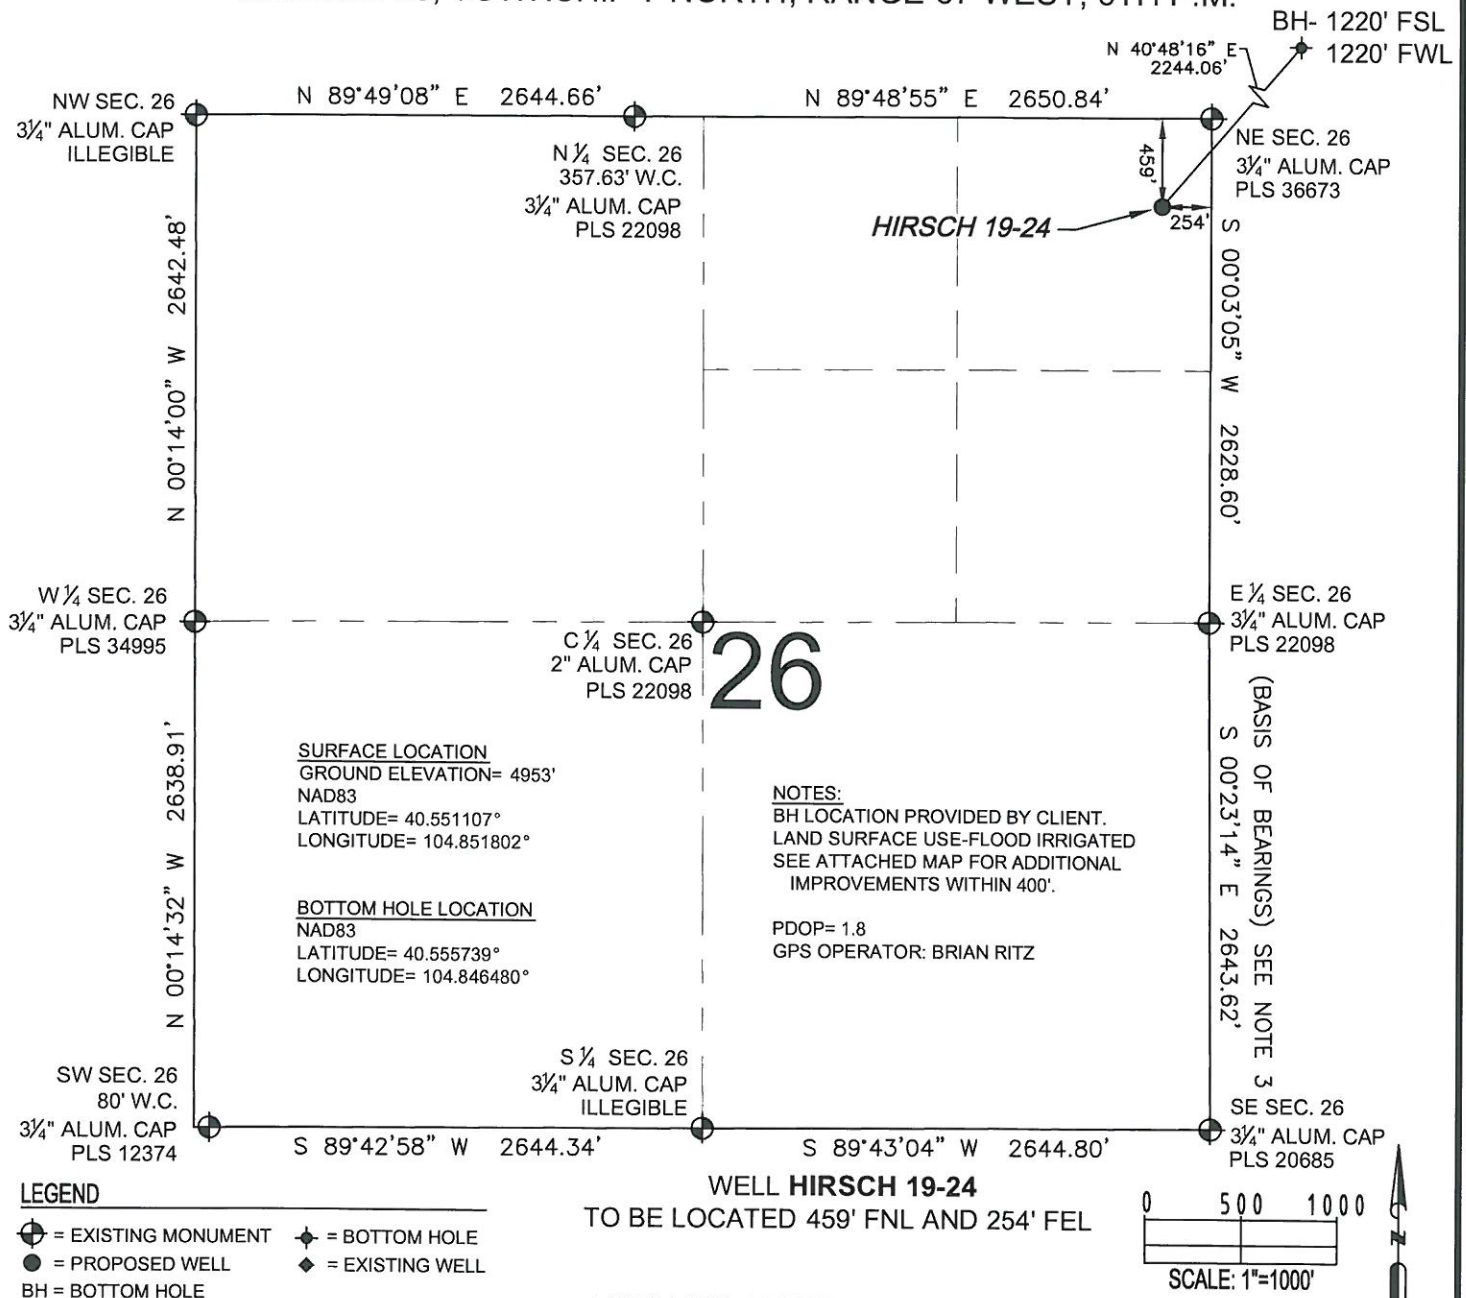 BH- 1220' FSL
1220' FWL
N 40°48'16" E
2244.06'
NW SEC. 26
3¼" ALUM. CAP
ILLEGIBLE
N 89°49'08" E 2644.66'
N 89°48'55" E 2650.84'
N ¼ SEC. 26
357.63' W.C.
3¼" ALUM. CAP
PLS 22098
459'
254'
HIRSCH 19-24
NE SEC. 26
3¼" ALUM. CAP
PLS 36673
N 00°14'00" W 2642.48'
S 00°03'05" W 2628.60'
W ¼ SEC. 26
3¼" ALUM. CAP
PLS 34995
C ¼ SEC. 26
2" ALUM. CAP
PLS 22098
26
E ¼ SEC. 26
3¼" ALUM. CAP
PLS 22098
N 00°14'32" W 2638.91'
SURFACE LOCATION
GROUND ELEVATION= 4953'
NAD83
LATITUDE= 40.551107°
LONGITUDE= 104.851802°
BOTTOM HOLE LOCATION
NAD83
LATITUDE= 40.555739°
LONGITUDE= 104.846480°
NOTES:
BH LOCATION PROVIDED BY CLIENT.
LAND SURFACE USE-FLOOD IRRIGATED
SEE ATTACHED MAP FOR ADDITIONAL
IMPROVEMENTS WITHIN 400'.
PDOP= 1.8
GPS OPERATOR: BRIAN RITZ
S 00°23'14" E 2643.62'
(BASIS OF BEARINGS) SEE NOTE 3
SW SEC. 26
80' W.C.
3¼" ALUM. CAP
PLS 12374
S ¼ SEC. 26
3¼" ALUM. CAP
ILLEGIBLE
SE SEC. 26
3¼" ALUM. CAP
PLS 20685
S 89°42'58" W 2644.34'
S 89°43'04" W 2644.80'
WELL HIRSCH 19-24
TO BE LOCATED 459' FNL AND 254' FEL
LEGEND
= EXISTING MONUMENT
= BOTTOM HOLE
= PROPOSED WELL
= EXISTING WELL
BH = BOTTOM HOLE
0 500 1000
SCALE: 1"=1000'
N